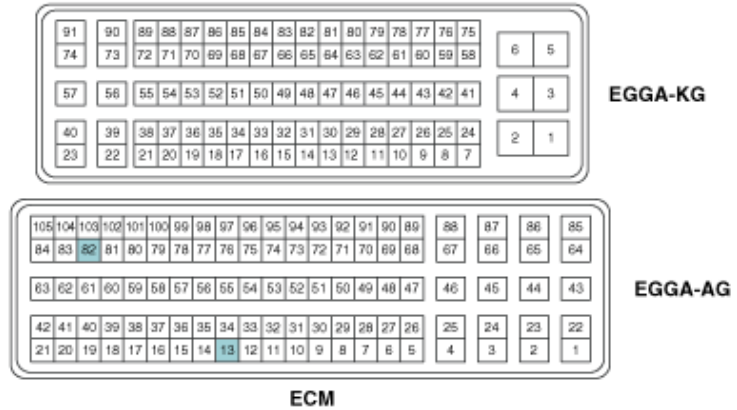 91 90 89 88 87 86 85 84 83 82 81 80 79 78 77 76 75
74 73 72 71 70 69 68 67 66 65 64 63 62 61 60 59 58
6 5
57 56 55 54 53 52 51 50 49 48 47 46 45 44 43 42 41
4 3
EGGA-KG
40 39 38 37 36 35 34 33 32 31 30 29 28 27 26 25 24
23 22 21 20 19 18 17 16 15 14 13 12 11 10 9 8 7
2 1
105 104 103 102 101 100 99 98 97 96 95 94 93 92 91 90 89 88 87 86 85
84 83 82 81 80 79 78 77 76 75 74 73 72 71 70 69 68 67 66 65 64
63 62 61 60 59 58 57 56 55 54 53 52 51 50 49 48 47 46 45 44 43
EGGA-AG
42 41 40 39 38 37 36 35 34 33 32 31 30 29 28 27 26 25 24 23 22
21 20 19 18 17 16 15 14 13 12 11 10 9 8 7 6 5 4 3 2 1
ECM